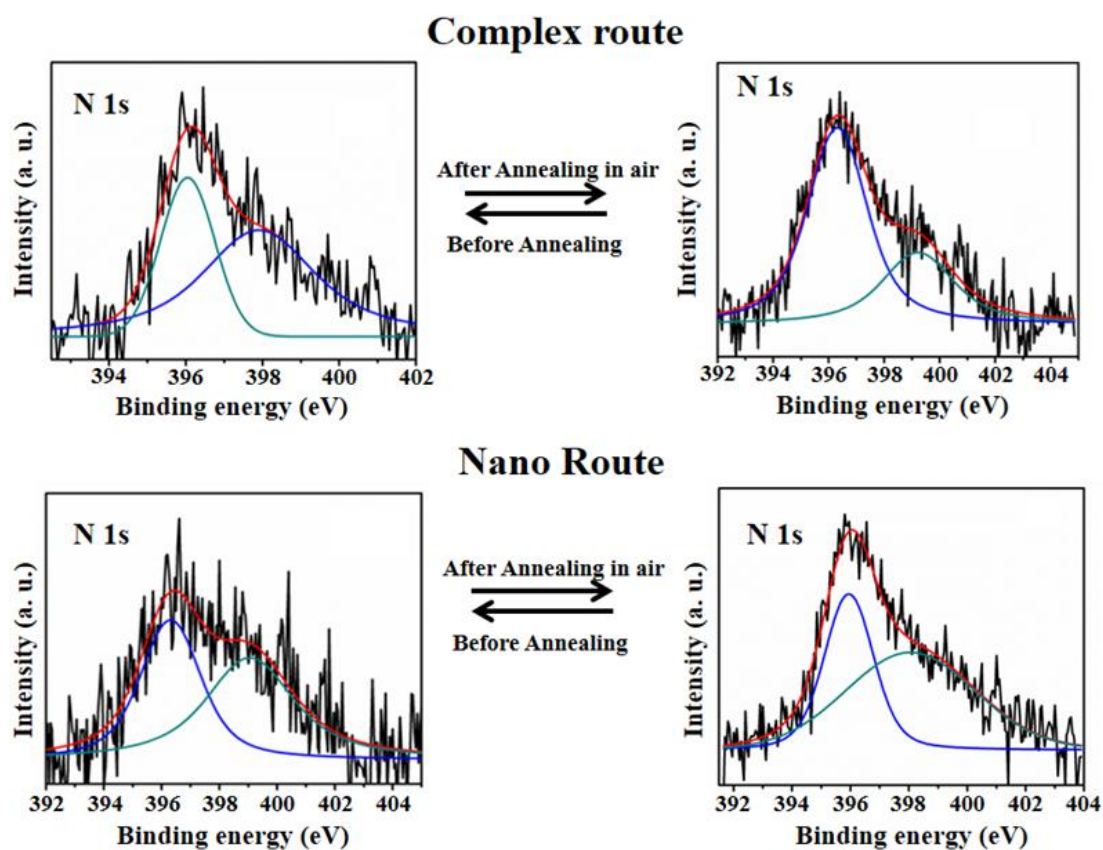 Complex route
N 1s
Intensity (a. u.)
394 396 398 400 402
Binding energy (eV)
After Annealing in air
Before Annealing
N 1s
Intensity (a. u.)
392 394 396 398 400 402 404
Binding energy (eV)
Nano Route
N 1s
Intensity (a. u.)
392 394 396 398 400 402 404
Binding energy (eV)
After Annealing in air
Before Annealing
N 1s
Intensity (a. u.)
392 394 396 398 400 402 404
Binding energy (eV)